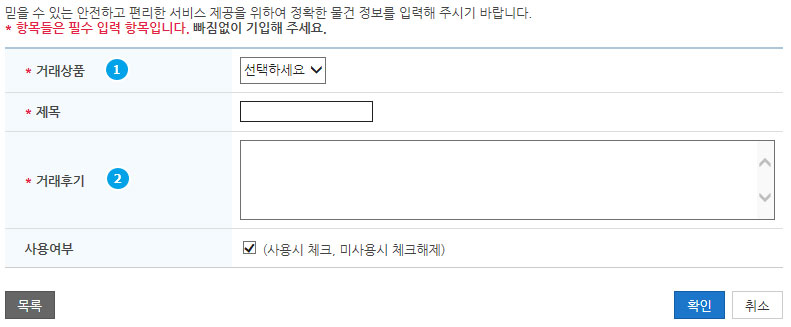 믿을 수 있는 안전하고 편리한 서비스 제공을 위하여 정확한 물건 정보를 입력해 주시기 바랍니다.
* 항목들은 필수 입력 항목입니다. 빠짐없이 기입해 주세요.
* 거래상품 1 선택하세요
* 제목
* 거래후기 2
사용여부 (사용시 체크, 미사용시 체크해제)
목록 확인 취소